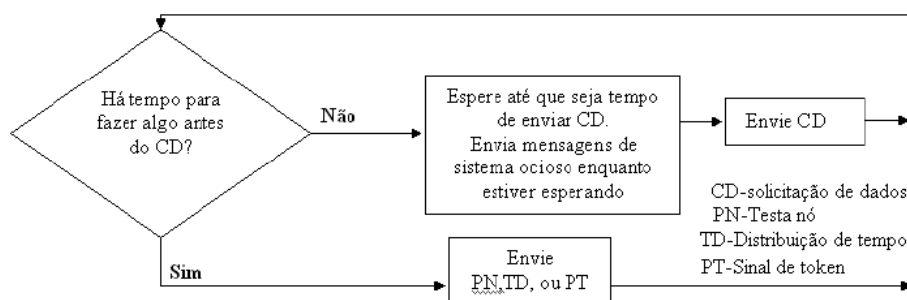 Há tempo para
fazer algo antes
do CD?
Não
Espere até que seja tempo
de enviar CD.
Envia mensagens de
sistema ocioso enquanto
estiver esperando
Envie CD
CD-solicitação de dados
PN-Testa nó
TD-Distribuição de tempo
PT-Sinal de token
Sim
Envie
PN,TD, ou PT